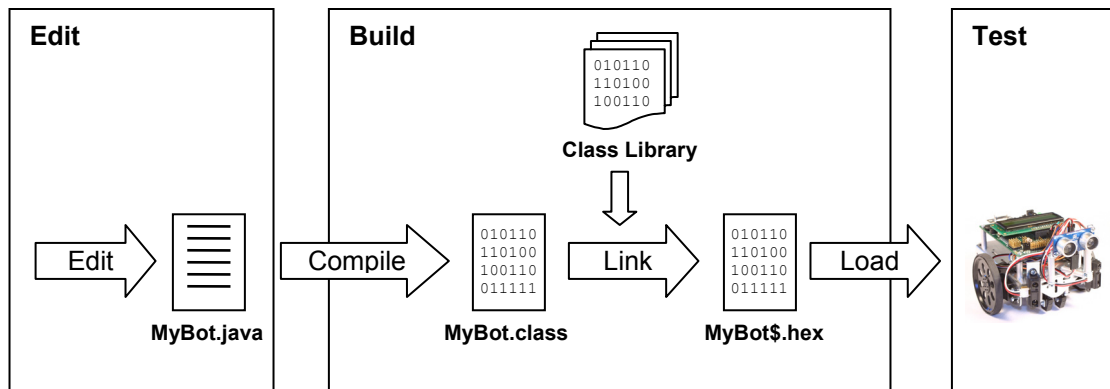 Edit
Build
Test
010110
110100
100110
Class Library
Edit
MyBot.java
Compile
010110
110100
100110
011111
MyBot.class
Link
010110
110100
100110
011111
MyBot$.hex
Load